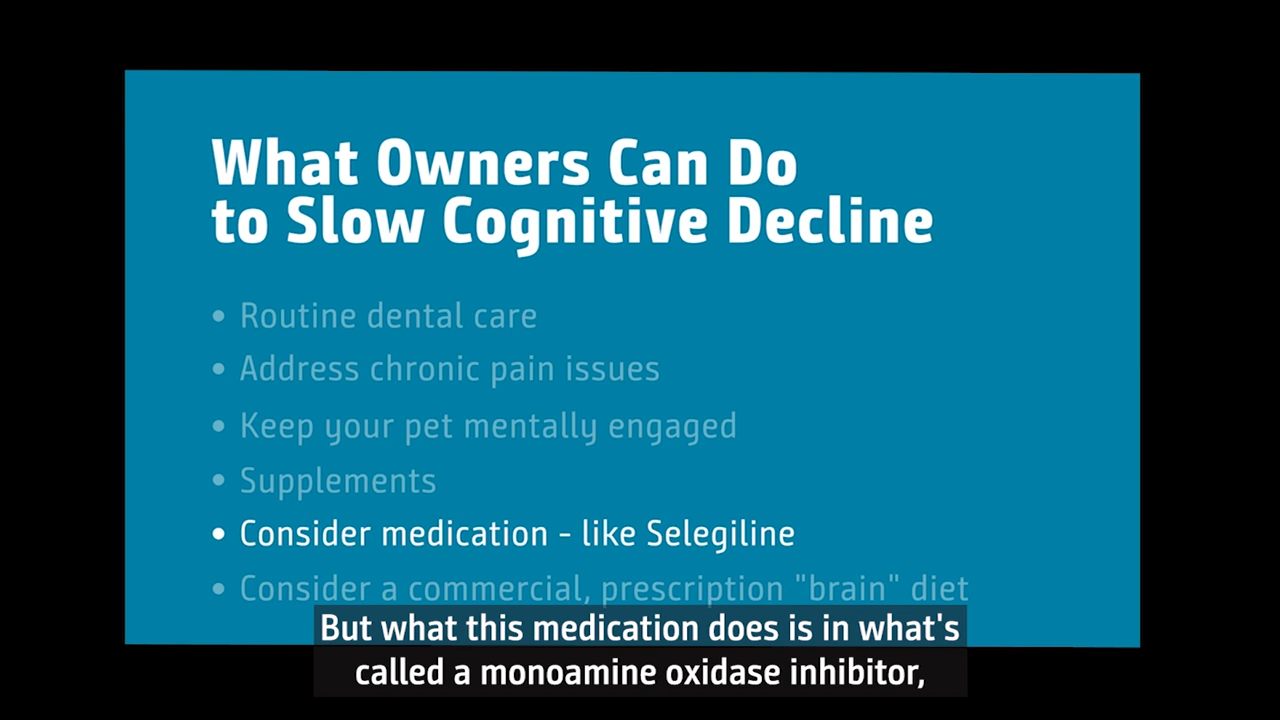 What Owners Can Do
to Slow Cognitive Decline
• Routine dental care
• Address chronic pain issues
• Keep your pet mentally engaged
• Supplements
• Consider medication - like Selegiline
• Consider a commercial, prescription "brain" diet
But what this medication does is in what's
called a monoamine oxidase inhibitor,